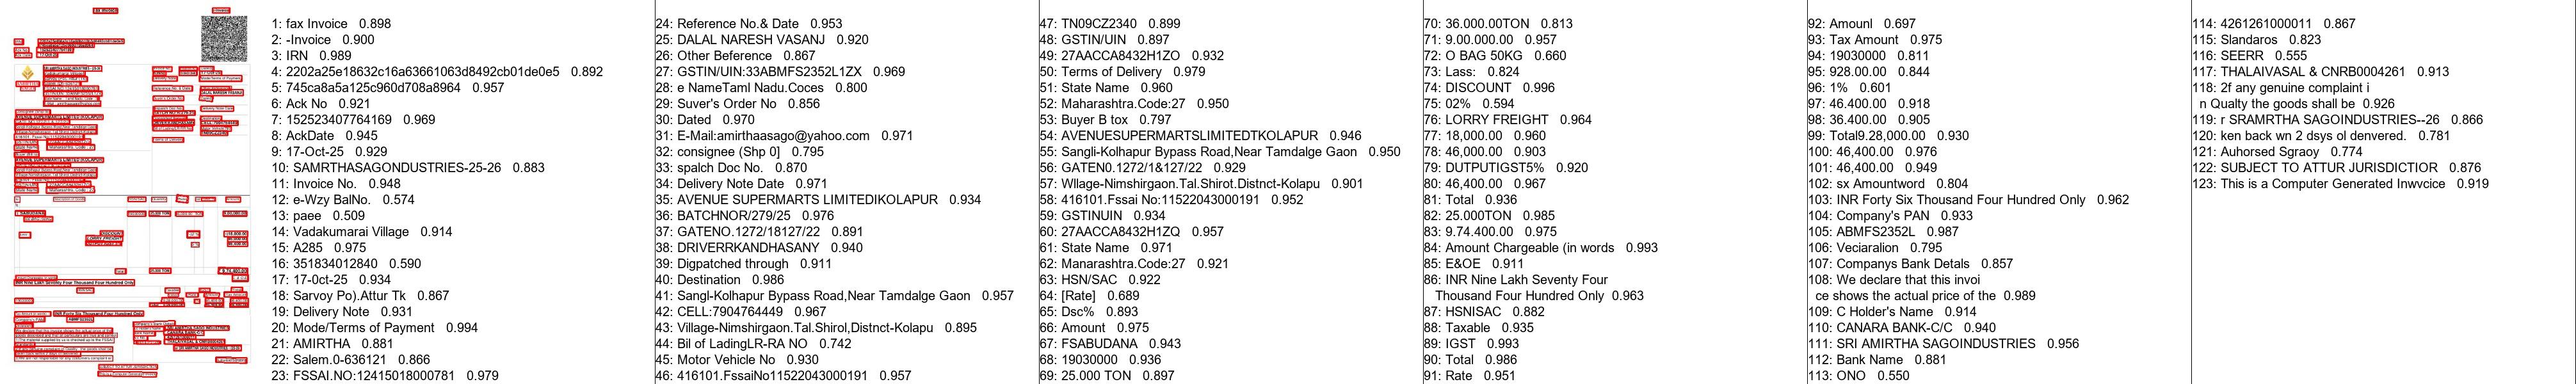 1: fax Invoice 0.898
2: -Invoice 0.900
3: IRN 0.989
4: 2202a25e18632c16a63661063d8492cb01de0e5 0.892
5: 745ca8a5a125c960d708a8964 0.957
6: Ack No 0.921
7: 152523407764169 0.969
8: AckDate 0.945
9: 17-Oct-25 0.929
10: SAMRTHASAGONDUSTRIES-25-26 0.883
11: Invoice No. 0.948
12: e-Wzy BalNo. 0.574
13: paee 0.509
14: Vadakumarai Village 0.914
15: A285 0.975
16: 351834012840 0.590
17: 17-0ct-25 0.934
18: Sarvoy Po).Attur Tk 0.867
19: Delivery Note 0.931
20: Mode/Terms of Payment 0.994
21: AMIRTHA 0.881
22: Salem.0-636121 0.866
23: FSSAI.NO:12415018000781 0.979
24: Reference No.& Date 0.953
25: DALAL NARESH VASANJ 0.920
26: Other Beference 0.867
27: GSTIN/UIN:33ABMFS2352L1ZX 0.969
28: e NameTaml Nadu.Coces 0.800
29: Suver's Order No 0.856
30: Dated 0.970
31: E-Mail:amirthaasago@yahoo.com 0.971
32: consignee (Shp 0] 0.795
33: spalch Doc No. 0.870
34: Delivery Note Date 0.971
35: AVENUE SUPERMARTS LIMITEDIKOLAPUR 0.934
36: BATCHNOR/279/25 0.976
37: GATENO.1272/18127/22 0.891
38: DRIVERRKANDHASANY 0.940
39: Digpatched through 0.911
40: Destination 0.986
41: Sangl-Kolhapur Bypass Road,Near Tamdalge Gaon 0.957
42: CELL:7904764449 0.967
43: Village-Nimshirgaon.Tal.Shirol,Distnct-Kolapu 0.895
44: Bil of LadingLR-RA NO 0.742
45: Motor Vehicle No 0.930
46: 416101.FssaiNo11522043000191 0.957
47: TN09CZ2340 0.899
48: GSTIN/UIN 0.897
49: 27AACCA8432H1ZO 0.932
50: Terms of Delivery 0.979
51: State Name 0.960
52: Maharashtra.Code:27 0.950
53: Buyer B tox 0.797
54: AVENUESUPERMARTSLIMITEDTKOLAPUR 0.946
55: Sangli-Kolhapur Bypass Road,Near Tamdalge Gaon 0.950
56: GATEN0.1272/1&127/22 0.929
57: Wllage-Nimshirgaon.Tal.Shirot.Distnct-Kolapu 0.901
58: 416101.Fssai No:11522043000191 0.952
59: GSTINUIN 0.934
60: 27AACCA8432H1ZQ 0.957
61: State Name 0.971
62: Manarashtra.Code:27 0.921
63: HSN/SAC 0.922
64: [Rate] 0.689
65: Dsc% 0.893
66: Amount 0.975
67: FSABUDANA 0.943
68: 19030000 0.936
69: 25.000 TON 0.897
70: 36.000.00TON 0.813
71: 9.00.000.00 0.957
72: O BAG 50KG 0.660
73: Lass: 0.824
74: DISCOUNT 0.996
75: 02% 0.594
76: LORRY FREIGHT 0.964
77: 18,000.00 0.960
78: 46,000.00 0.903
79: DUTPUTIGST5% 0.920
80: 46,400.00 0.967
81: Total 0.936
82: 25.000TON 0.985
83: 9.74.400.00 0.975
84: Amount Chargeable (in words 0.993
85: E&OE 0.911
86: INR Nine Lakh Seventy Four
Thousand Four Hundred Only 0.963
87: HSNISAC 0.882
88: Taxable 0.935
89: IGST 0.993
90: Total 0.986
91: Rate 0.951
92: Amounl 0.697
93: Tax Amount 0.975
94: 19030000 0.811
95: 928.00.00 0.844
96: 1% 0.601
97: 46.400.00 0.918
98: 36.400.00 0.905
99: Total9.28,000.00 0.930
100: 46,400.00 0.976
101: 46,400.00 0.949
102: sx Amountword 0.804
103: INR Forty Six Thousand Four Hundred Only 0.962
104: Company's PAN 0.933
105: ABMFS2352L 0.987
106: Veciaralion 0.795
107: Companys Bank Detals 0.857
108: We declare that this invoi
ce shows the actual price of the 0.989
109: C Holder's Name 0.914
110: CANARA BANK-C/C 0.940
111: SRI AMIRTHA SAGOINDUSTRIES 0.956
112: Bank Name 0.881
113: ONO 0.550
114: 4261261000011 0.867
115: Slandaros 0.823
116: SEERR 0.555
117: THALAIVASAL & CNRB0004261 0.913
118: 2f any genuine complaint i
n Qualty the goods shall be 0.926
119: r SRAMRTHA SAGOINDUSTRIES--26 0.866
120: ken back wn 2 dsys ol denvered. 0.781
121: Auhorsed Sgraoy 0.774
122: SUBJECT TO ATTUR JURISDICTIOR 0.876
123: This is a Computer Generated Inwvcice 0.919